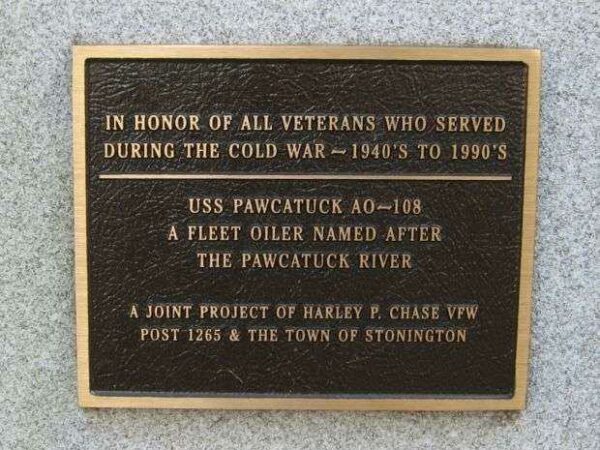 IN HONOR OF ALL VETERANS WHO SERVED
DURING THE COLD WAR ~ 1940'S TO 1990'S
USS PAWCATUCK AO~108
A FLEET OILER NAMED AFTER
THE PAWCATUCK RIVER
A JOINT PROJECT OF HARLEY P. CHASE VFW
POST 1265 & THE TOWN OF STONINGTON